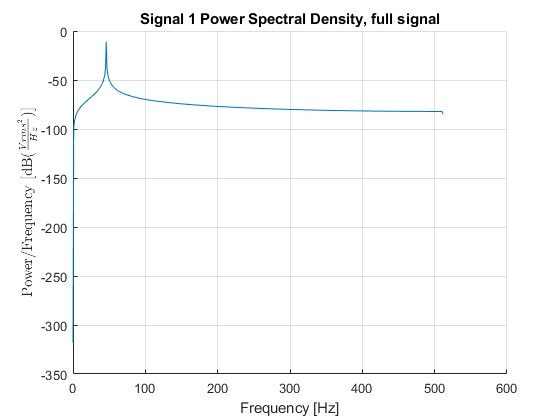 Signal 1 Power Spectral Density, full signal
Power/Frequency [dB(Vrms²/Hz)]
0
-50
-100
-150
-200
-250
-300
-350
0 100 200 300 400 500 600
Frequency [Hz]